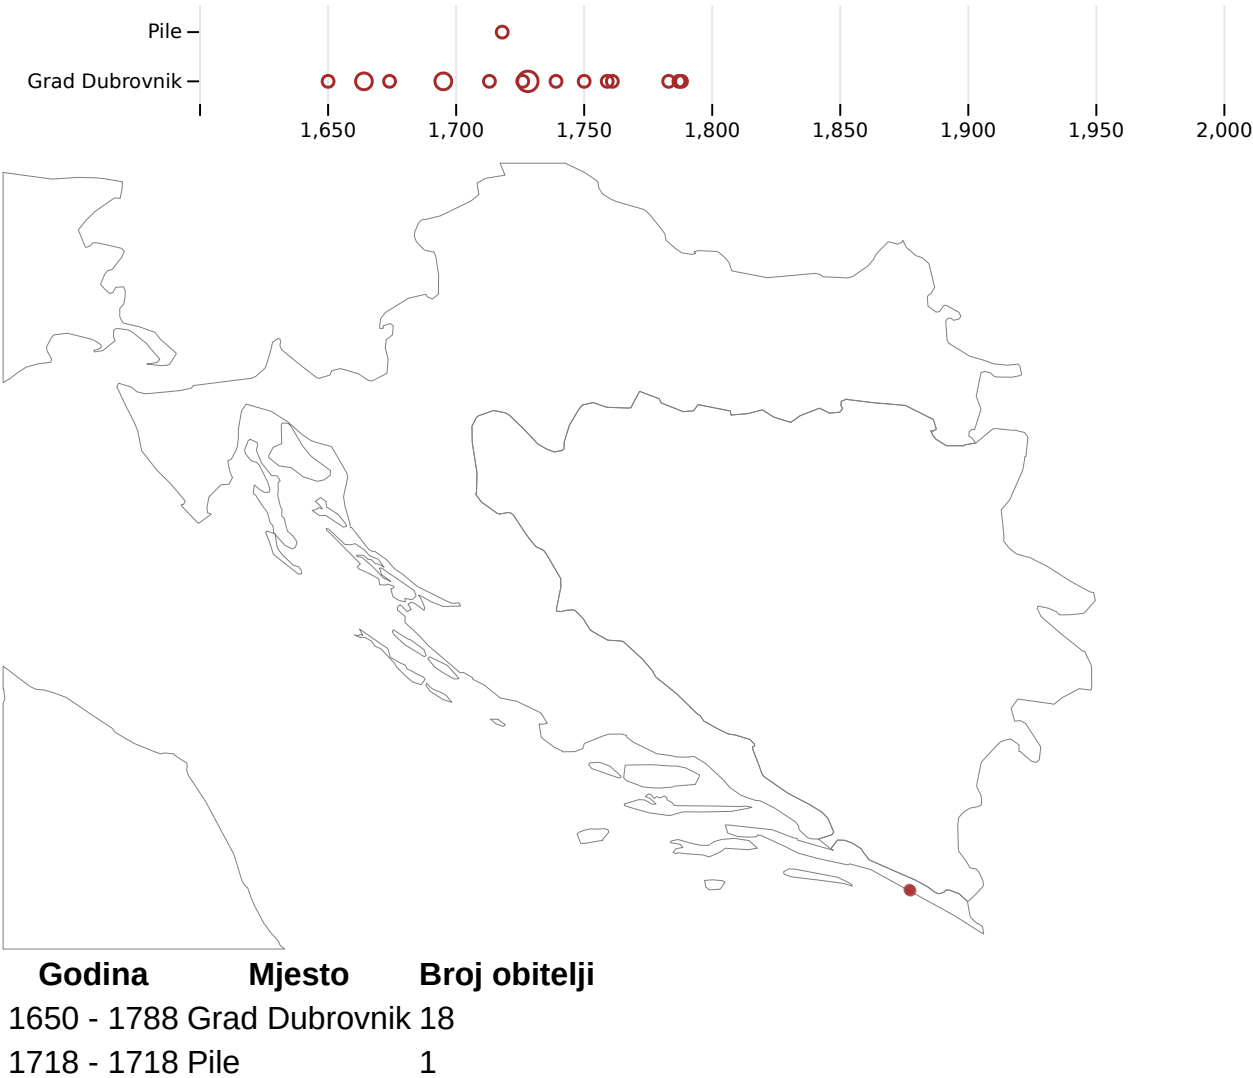 Pile
Grad Dubrovnik
1,650 1,700 1,750 1,800 1,850 1,900 1,950 2,000
Godina Mjesto Broj obitelji
1650 - 1788 Grad Dubrovnik 18
1718 - 1718 Pile 1